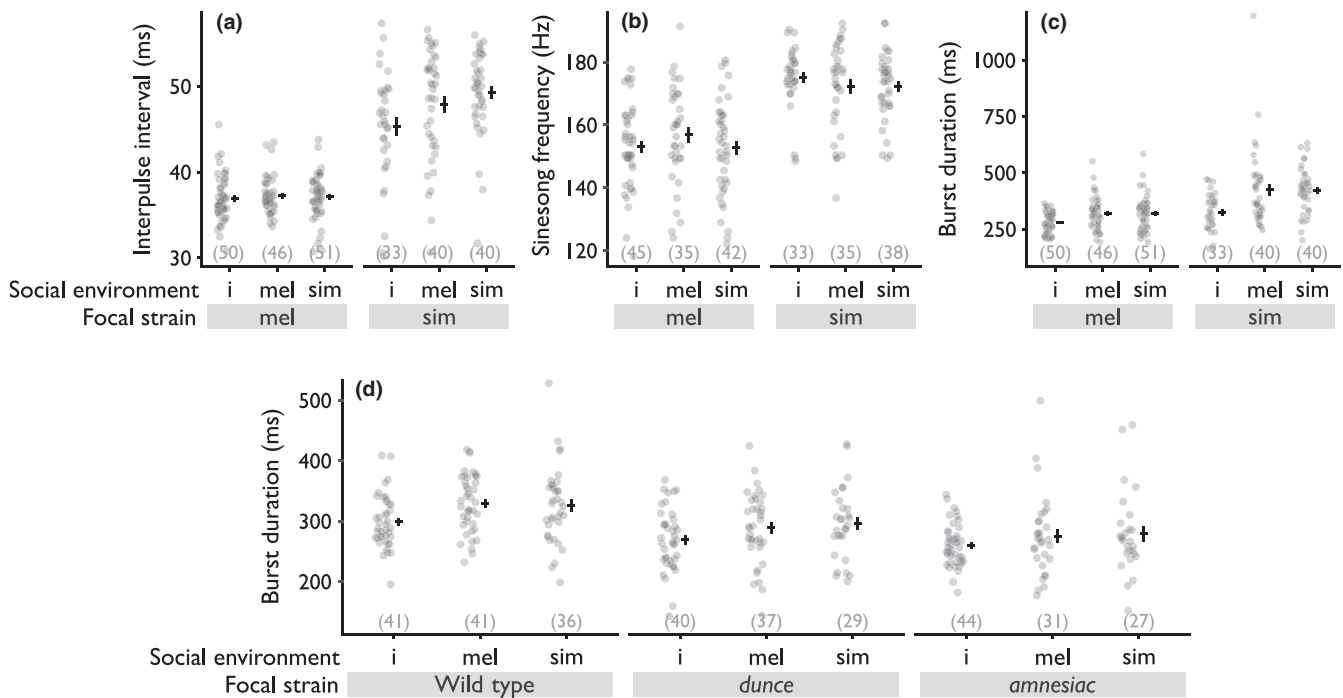 (a)
Interpulse interval (ms)
50
40
30
(50) (46) (51) (33) (40) (40)
i mel sim i mel sim
Social environment
Focal strain
mel sim
(b)
Sinesong frequency (Hz)
180
160
140
120
(45) (35) (42) (33) (35) (38)
i mel sim i mel sim
mel sim
(c)
Burst duration (ms)
1000
750
500
250
(50) (46) (51) (33) (40) (40)
i mel sim i mel sim
mel sim
(d)
Burst duration (ms)
500
400
300
200
(41) (41) (36) (40) (37) (29) (44) (31) (27)
Social environment i mel sim i mel sim i mel sim
Focal strain Wild type dunce amnesiac